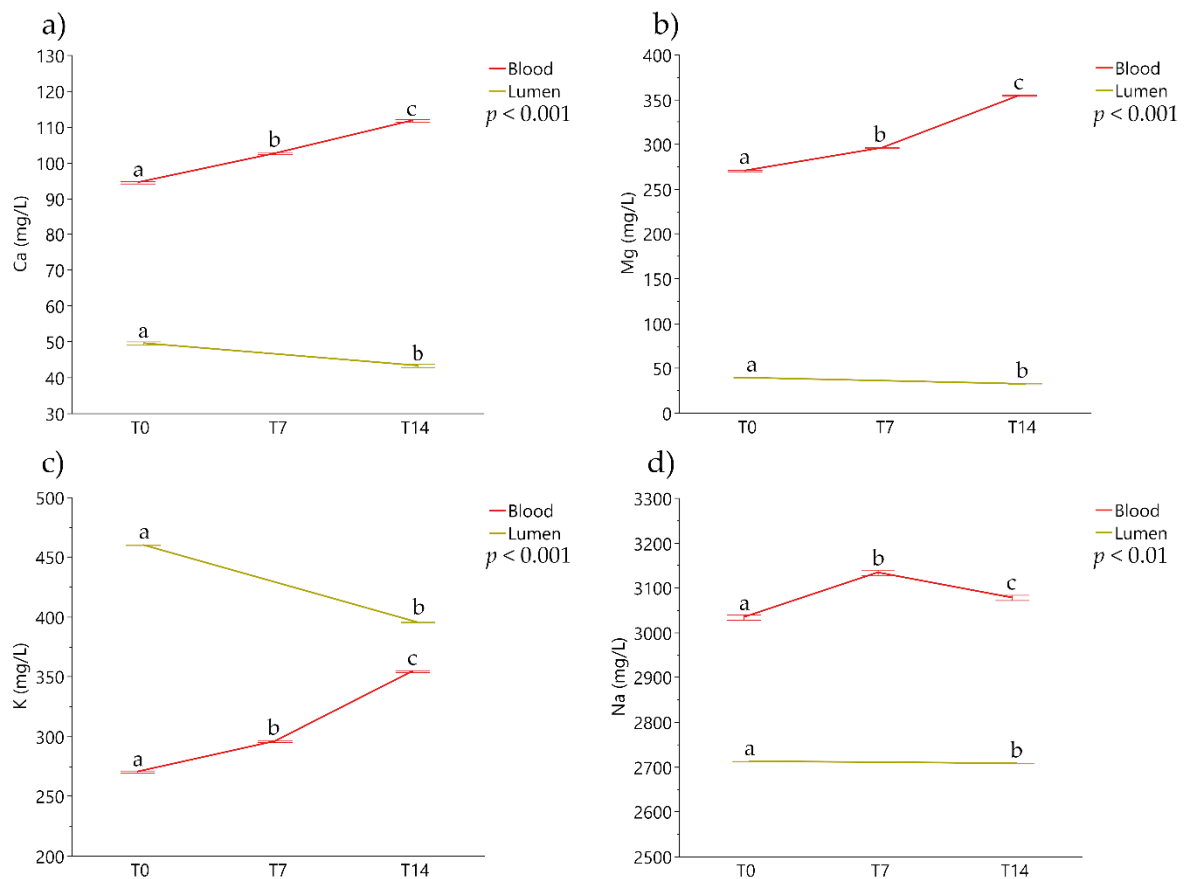 a)
130
120
110
100
90
80
70
60
50
40
30
Ca (mg/L)
a
b
c
a
b
T0 T7 T14
Blood
Lumen
p < 0.001
b)
400
350
300
250
200
150
100
50
0
Mg (mg/L)
a
b
c
a
b
T0 T7 T14
Blood
Lumen
p < 0.001
c)
500
450
400
350
300
250
200
K (mg/L)
a
b
a
b
c
T0 T7 T14
Blood
Lumen
p < 0.001
d)
3300
3200
3100
3000
2900
2800
2700
2600
2500
Na (mg/L)
a
b
c
a
b
T0 T7 T14
Blood
Lumen
p < 0.01